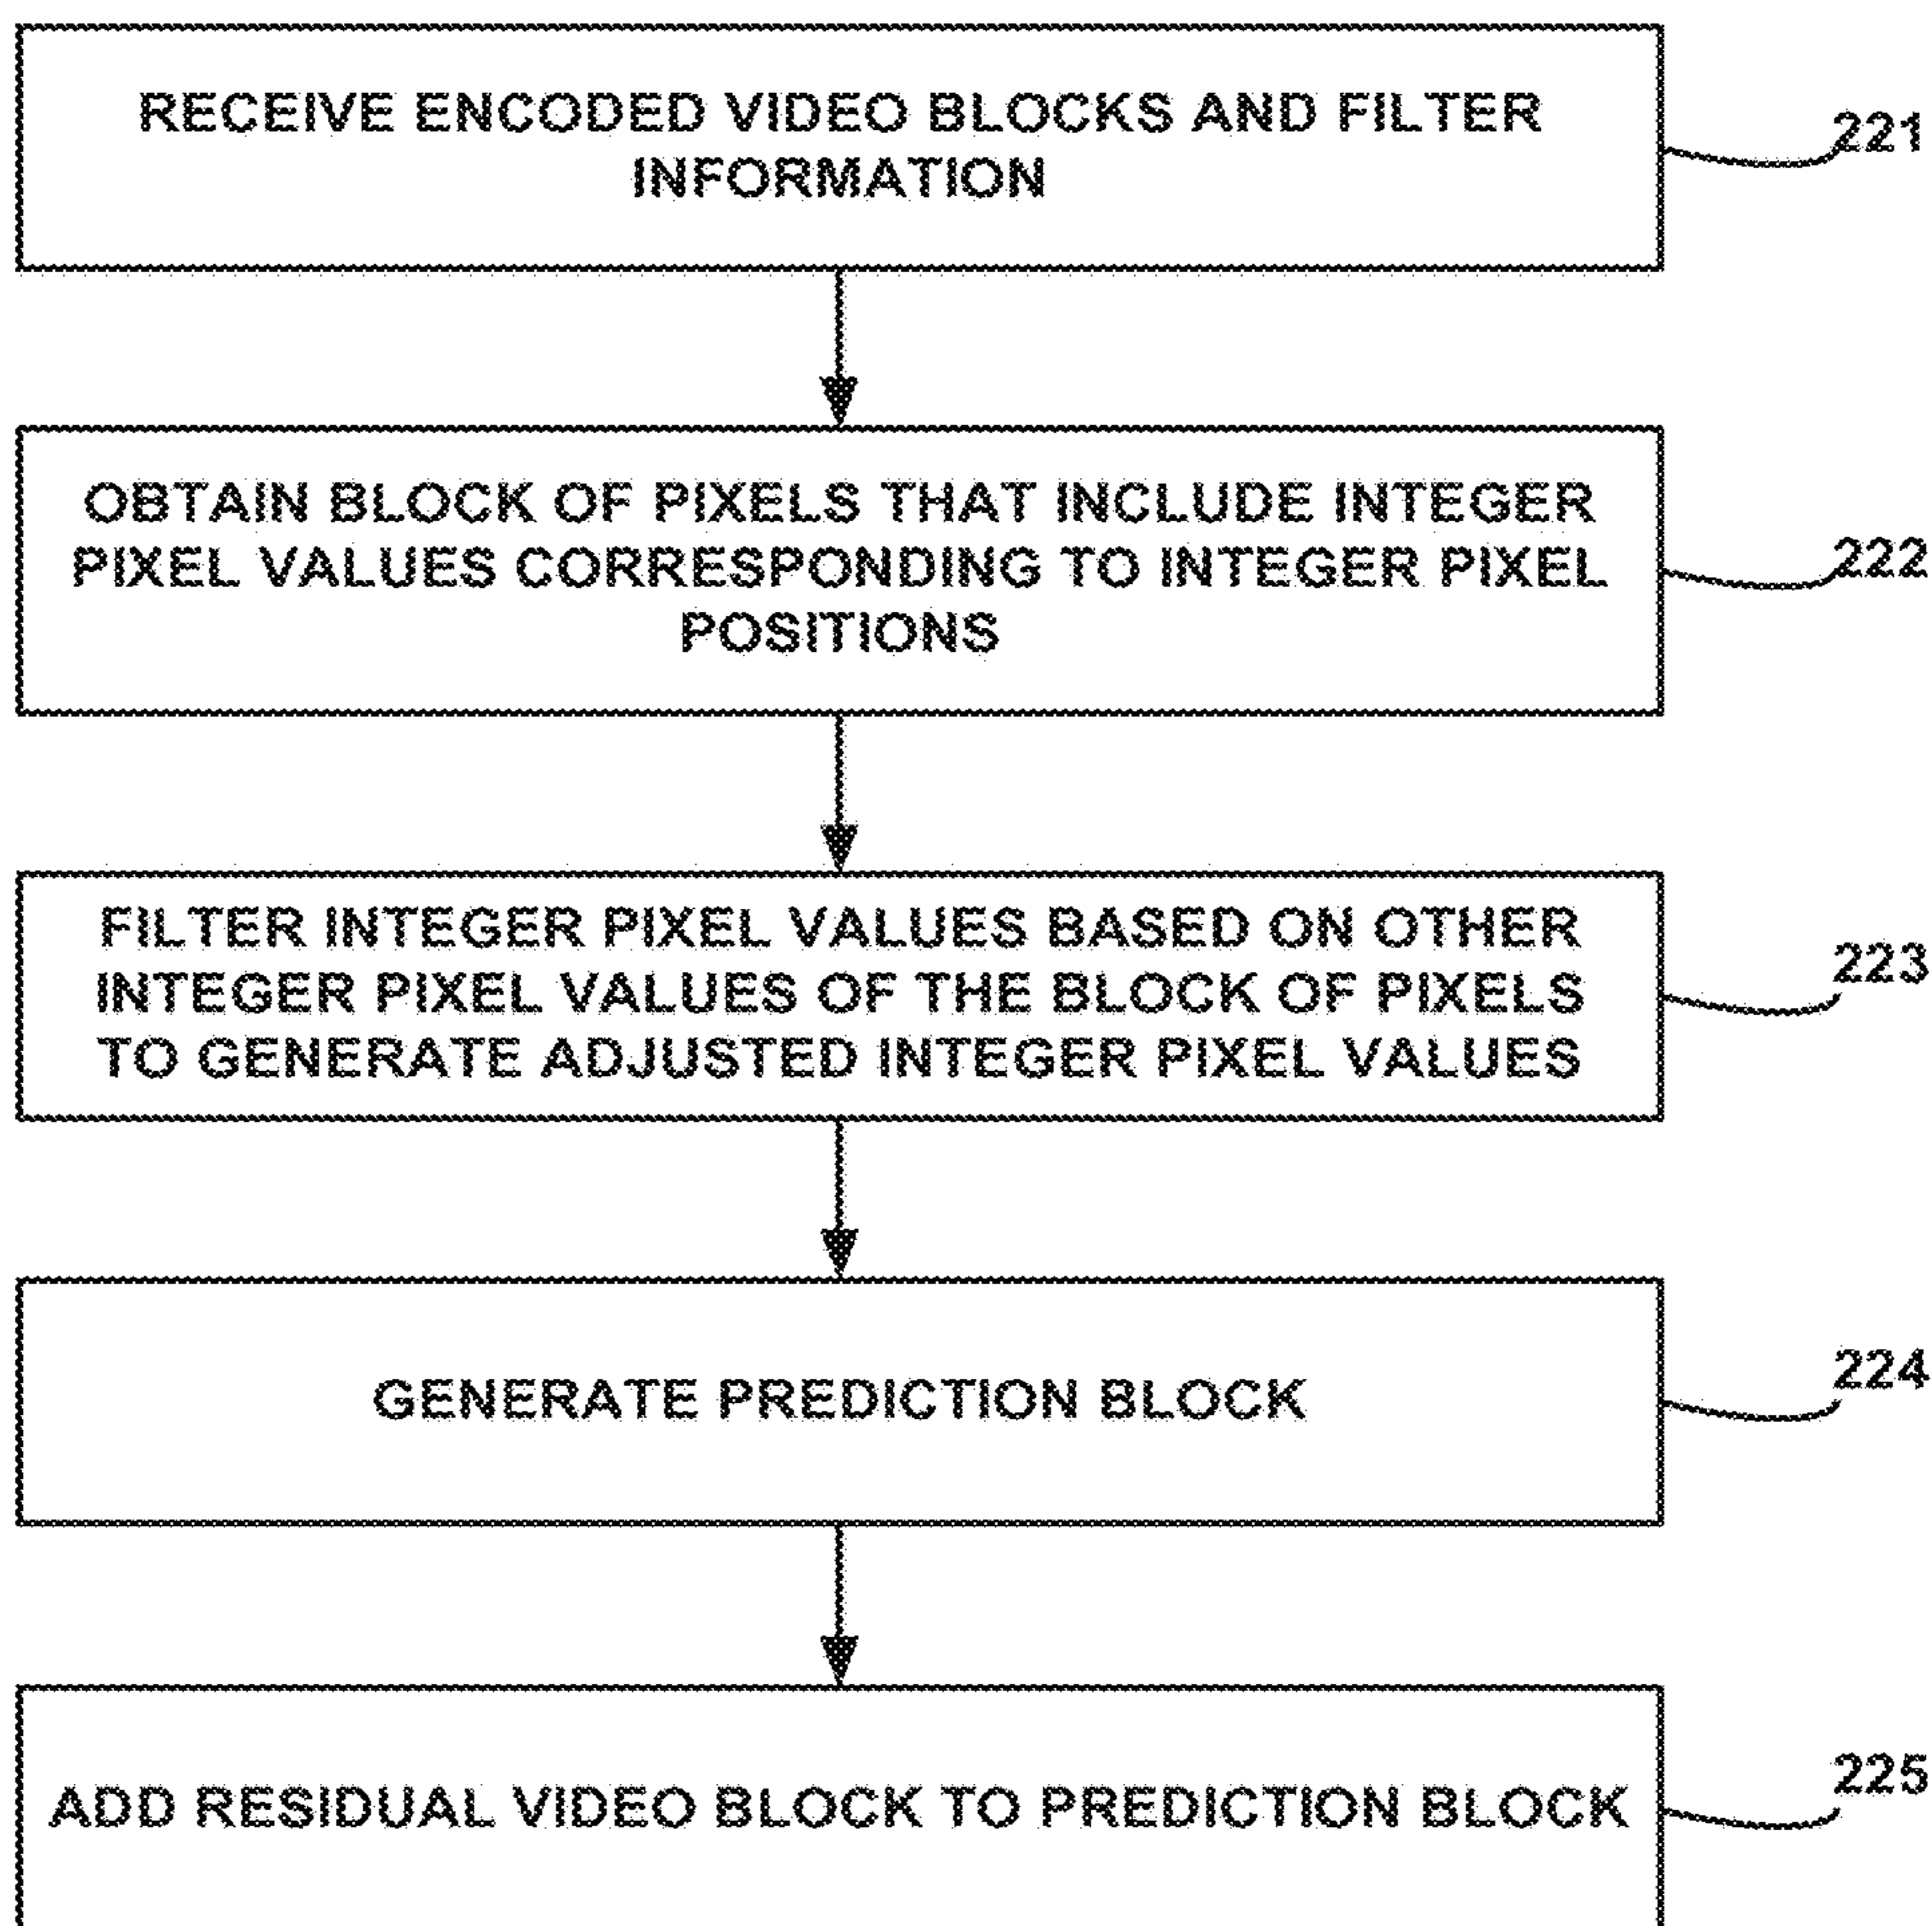 RECEIVE ENCODED VIDEO BLOCKS AND FILTER
INFORMATION
221
OBTAIN BLOCK OF PIXELS THAT INCLUDE INTEGER
PIXEL VALUES CORRESPONDING TO INTEGER PIXEL
POSITIONS
222
FILTER INTEGER PIXEL VALUES BASED ON OTHER
INTEGER PIXEL VALUES OF THE BLOCK OF PIXELS
TO GENERATE ADJUSTED INTEGER PIXEL VALUES
223
GENERATE PREDICTION BLOCK
224
ADD RESIDUAL VIDEO BLOCK TO PREDICTION BLOCK
225